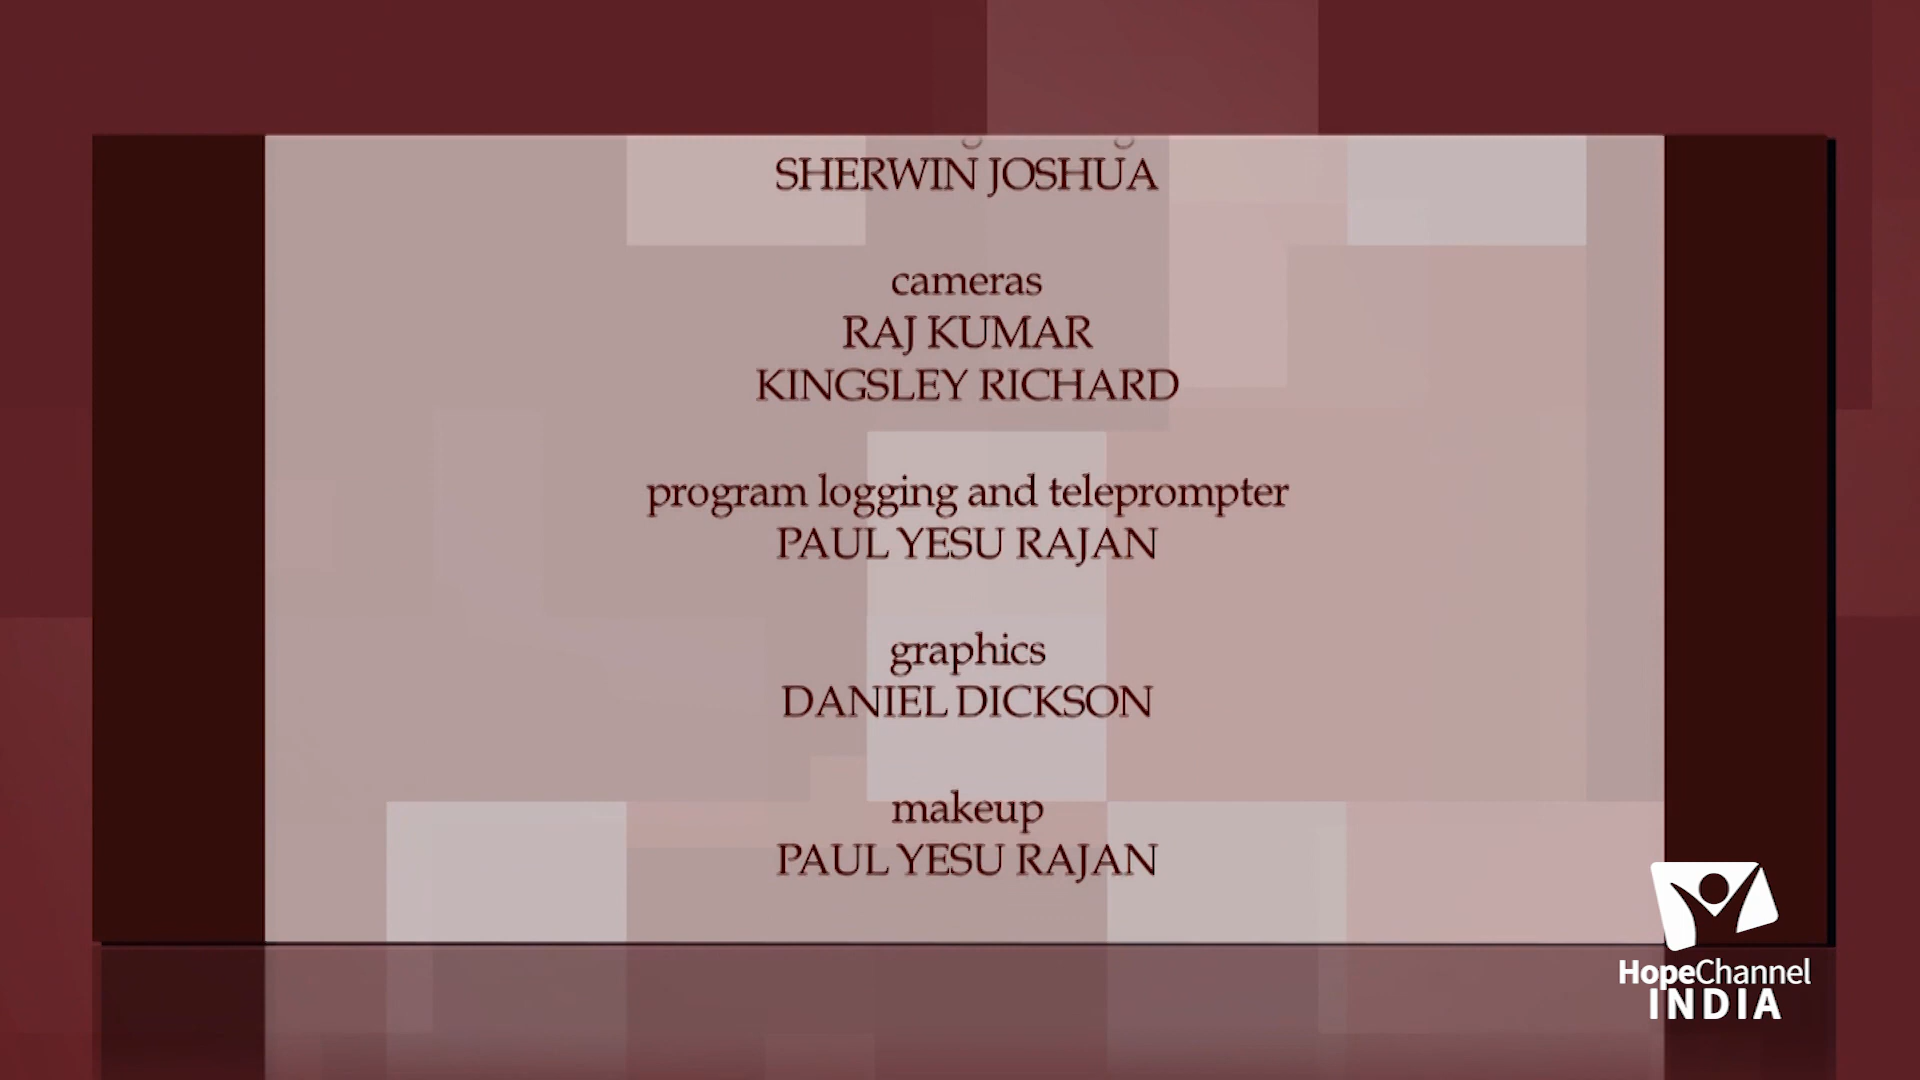 SHERWIN JOSHUA
cameras
RAJ KUMAR
KINGSLEY RICHARD
program logging and teleprompter
PAUL YESU RAJAN
graphics
DANIEL DICKSON
makeup
PAUL YESU RAJAN
HopeChannel
INDIA